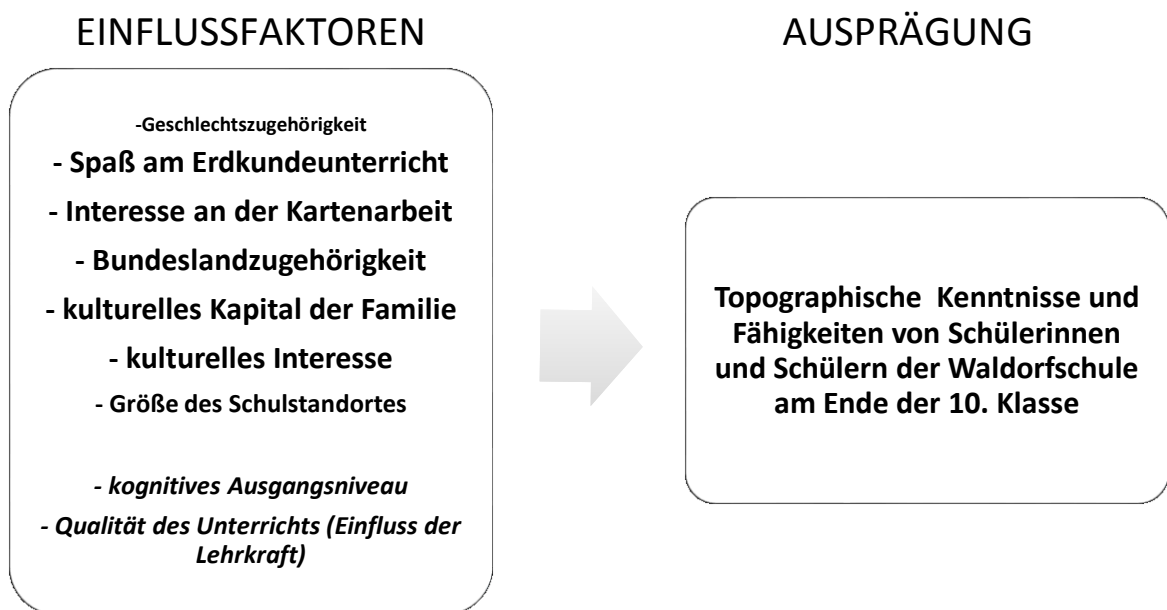 EINFLUSSFAKTOREN
-Geschlechtszugehörigkeit
- Spaß am Erdkundeunterricht
- Interesse an der Kartenarbeit
- Bundeslandzugehörigkeit
- kulturelles Kapital der Familie
- kulturelles Interesse
- Größe des Schulstandortes
- kognitives Ausgangsniveau
- Qualität des Unterrichts (Einfluss der
Lehrkraft)
AUSPRÄGUNG
Topographische Kenntnisse und
Fähigkeiten von Schülerinnen
und Schülern der Waldorfschule
am Ende der 10. Klasse